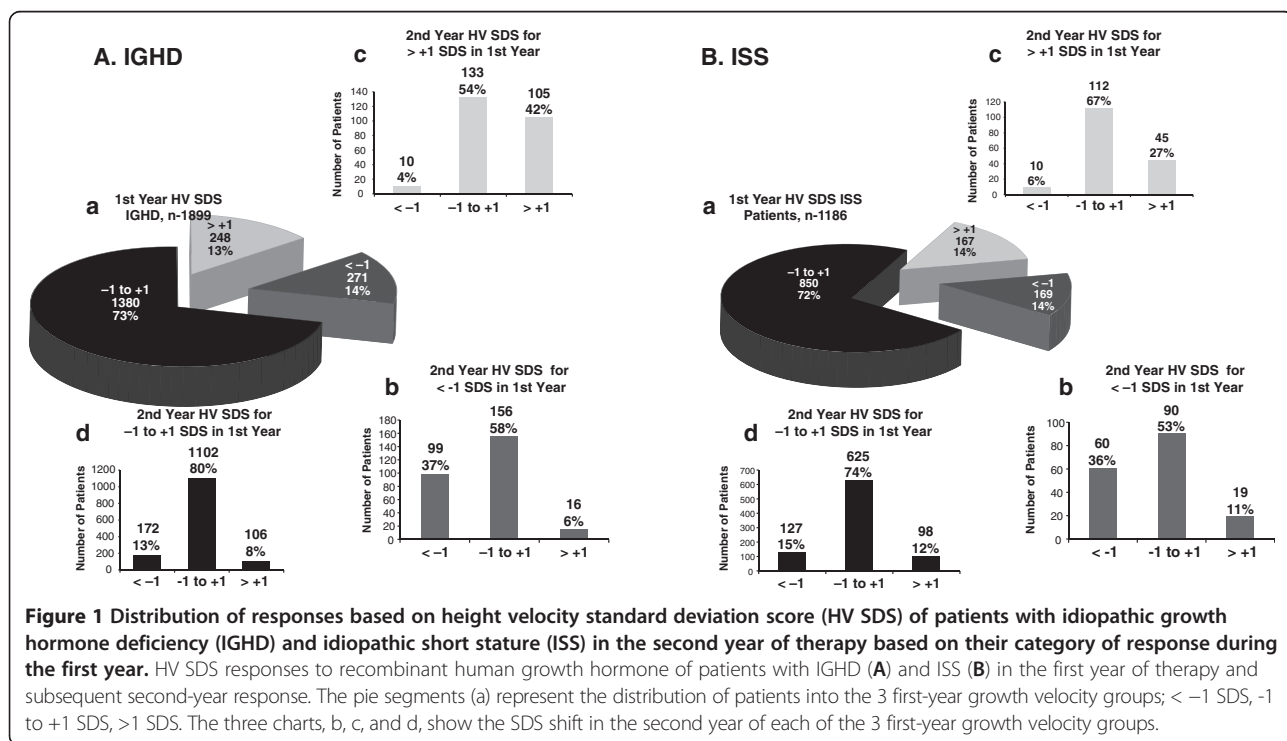 A. IGHD
c
2nd Year HV SDS for
> +1 SDS in 1st Year
Number of Patients
140
120
100
80
60
40
20
0
10
4%
133
54%
105
42%
< −1
−1 to +1
> +1
a
1st Year HV SDS
IGHD, n-1899
> +1
248
13%
< −1
271
14%
−1 to +1
1380
73%
b
2nd Year HV SDS for
< -1 SDS in 1st Year
Number of Patients
180
160
140
120
100
80
60
40
20
0
99
37%
156
58%
16
6%
< −1
−1 to +1
> +1
d
2nd Year HV SDS for
−1 to +1 SDS in 1st Year
Number of Patients
1200
1000
800
600
400
200
0
172
13%
1102
80%
106
8%
< −1
-1 to +1
> +1
B. ISS
c
2nd Year HV SDS for
> +1 SDS in 1st Year
Number of Patients
120
100
80
60
40
20
0
10
6%
112
67%
45
27%
< -1
-1 to +1
> +1
a
1st Year HV SDS ISS
Patients, n-1186
> +1
167
14%
< −1
169
14%
−1 to +1
850
72%
b
2nd Year HV SDS for
< −1 SDS in 1st Year
Number of Patients
100
80
60
40
20
0
60
36%
90
53%
19
11%
< -1
-1 to +1
> +1
d
2nd Year HV SDS for
−1 to +1 SDS in 1st Year
Number of Patients
700
600
500
400
300
200
100
0
127
15%
625
74%
98
12%
< −1
−1 to +1
> +1
Figure 1 Distribution of responses based on height velocity standard deviation score (HV SDS) of patients with idiopathic growth
hormone deficiency (IGHD) and idiopathic short stature (ISS) in the second year of therapy based on their category of response during
the first year. HV SDS responses to recombinant human growth hormone of patients with IGHD (A) and ISS (B) in the first year of therapy and
subsequent second-year response. The pie segments (a) represent the distribution of patients into the 3 first-year growth velocity groups; < −1 SDS, -1
to +1 SDS, >1 SDS. The three charts, b, c, and d, show the SDS shift in the second year of each of the 3 first-year growth velocity groups.